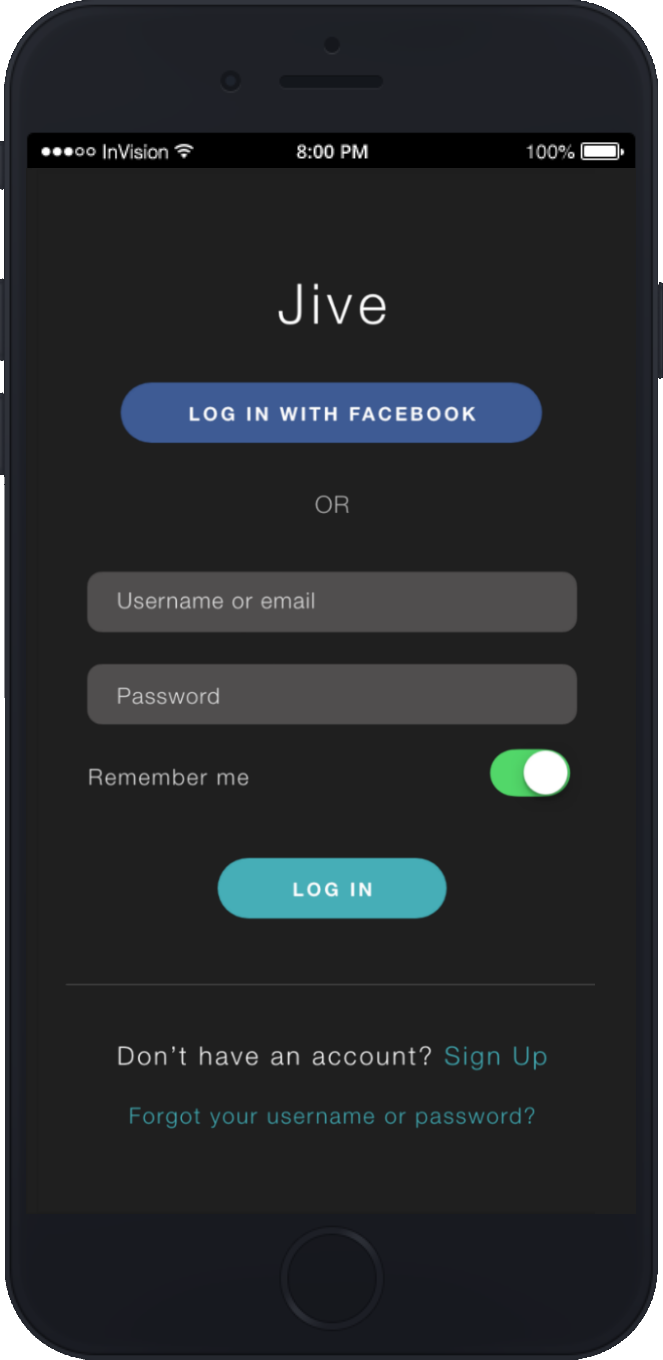 InVision 8:00 PM 100%
Jive
LOG IN WITH FACEBOOK
OR
Username or email
Password
Remember me
LOG IN
Don’t have an account? Sign Up
Forgot your username or password?